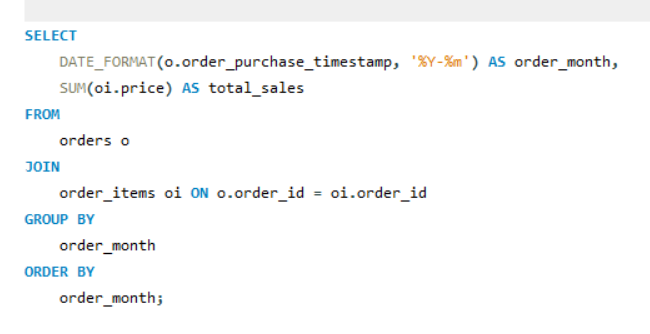 SELECT
DATE_FORMAT(o.order_purchase_timestamp, '%Y-%m') AS order_month,
SUM(oi.price) AS total_sales
FROM
orders o
JOIN
order_items oi ON o.order_id = oi.order_id
GROUP BY
order_month
ORDER BY
order_month;